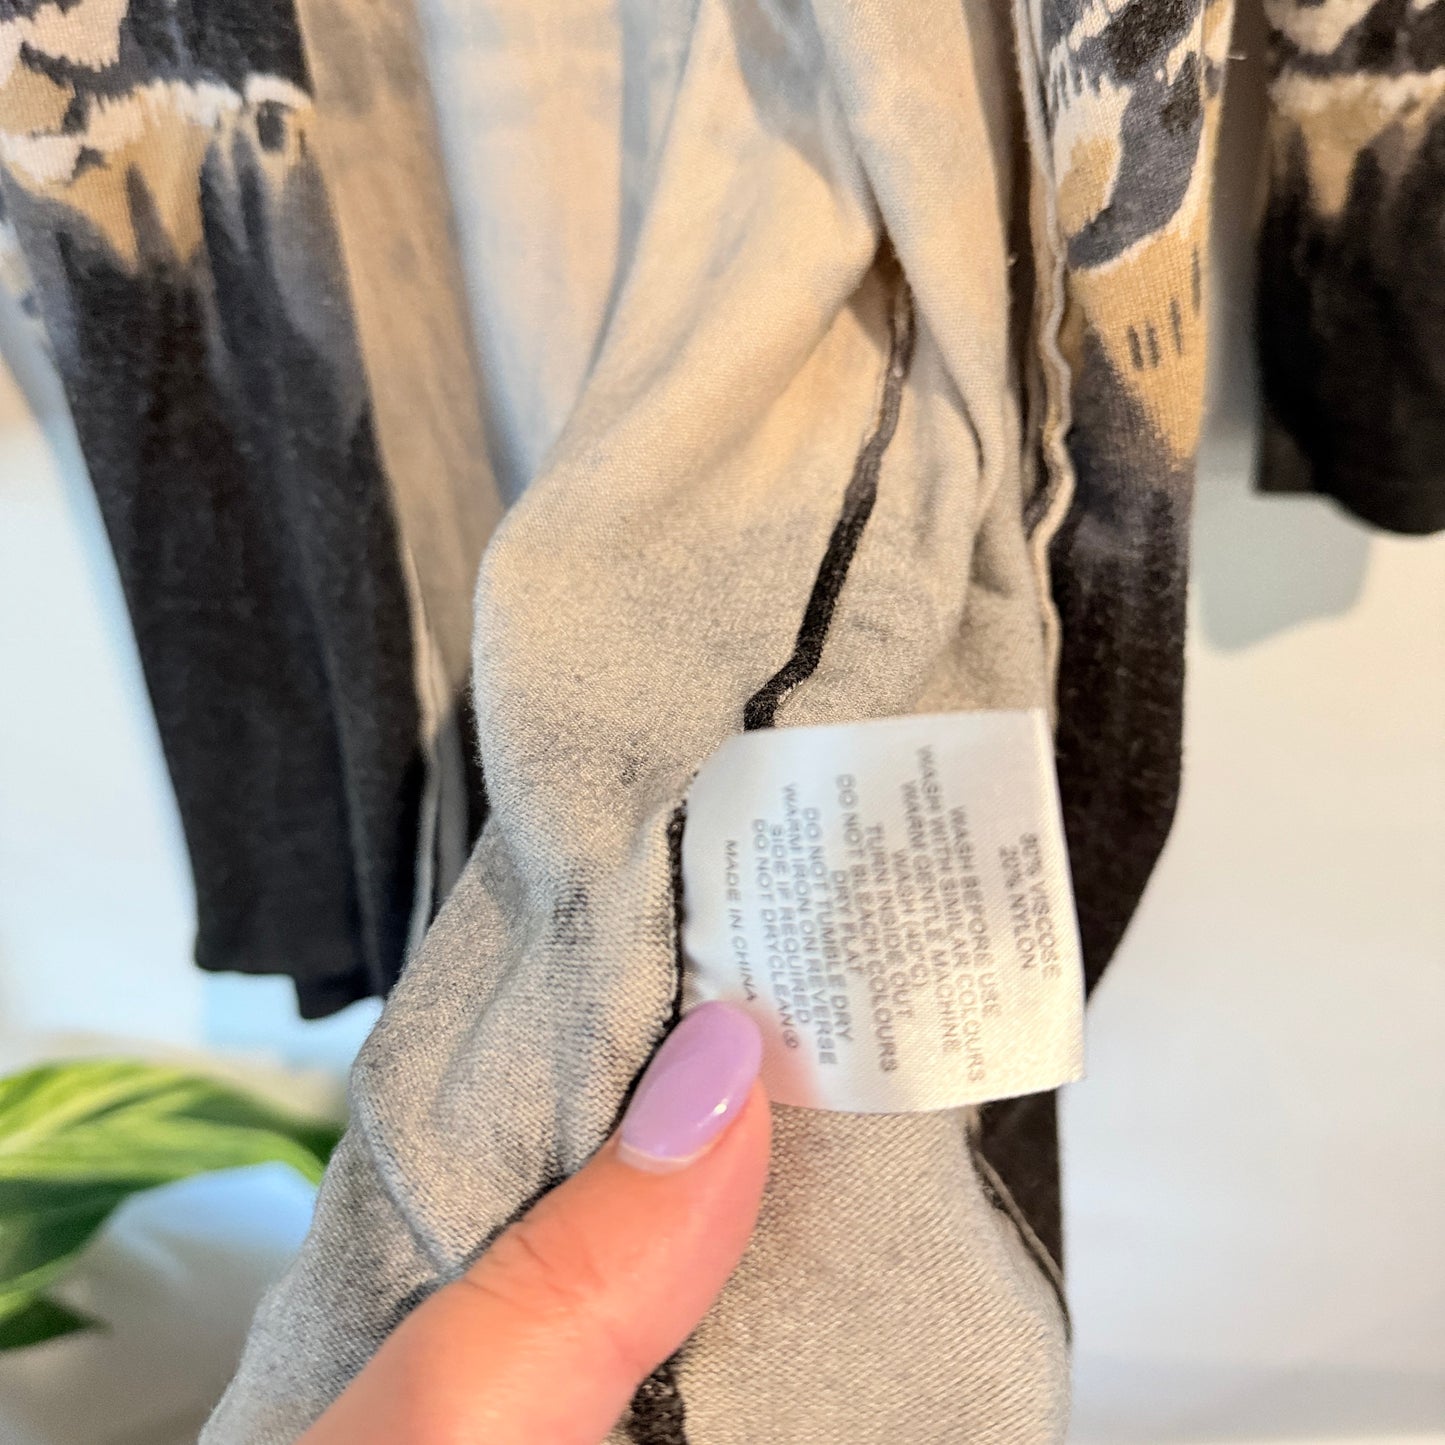 80% VISCOSE
20% NYLON
WASH BEFORE USE
WASH WITH SIMILAR COLOURS
WARM GENTLE MACHINE
WASH (40°C)
TURN INSIDE OUT
DO NOT BLEACH COLOURS
DRY FLAT
DO NOT TUMBLE DRY
WARM IRON ON REVERSE
SIDE IF REQUIRED
DO NOT DRYCLEAN
MADE IN CHINA